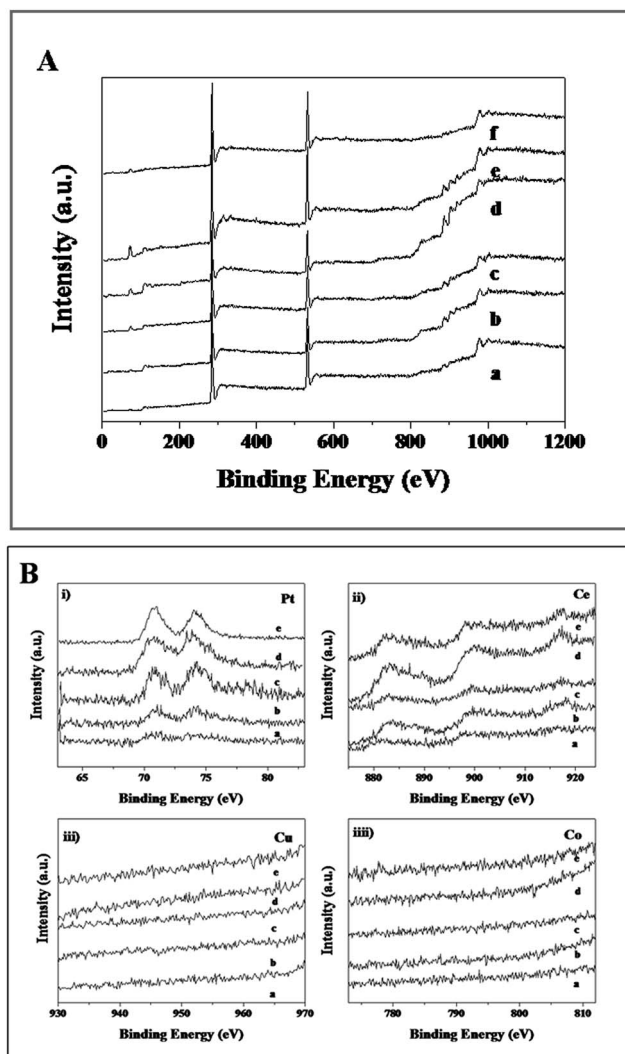 A
Intensity (a.u.)
f
e
d
c
b
a
0 200 400 600 800 1000 1200
Binding Energy (eV)
B
i) Pt
Intensity (a.u.)
e
d
c
b
a
65 70 75 80
Binding Energy (eV)
ii) Ce
Intensity (a.u.)
e
d
c
b
a
880 890 900 910 920
Binding Energy (eV)
iii) Cu
Intensity (a.u.)
e
d
c
b
a
930 940 950 960 970
Binding Energy (eV)
iiii) Co
Intensity (a.u.)
e
d
c
b
a
780 790 800 810
Binding Energy (eV)